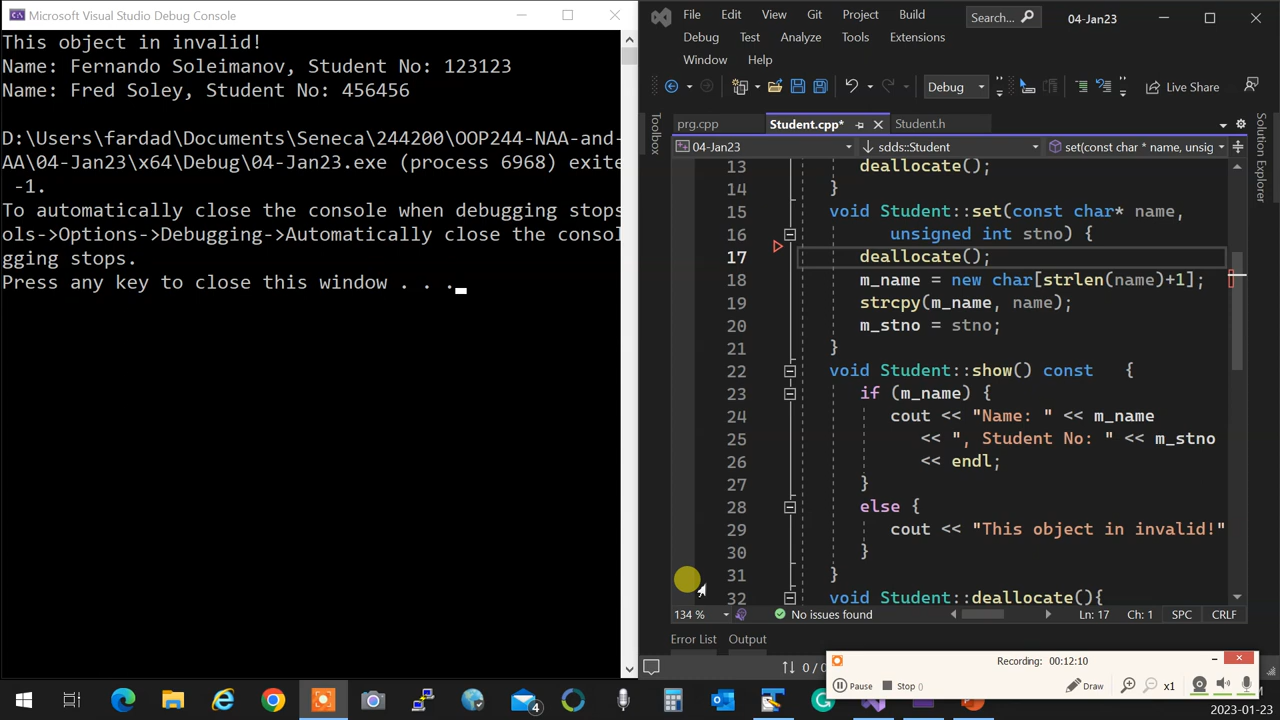 Microsoft Visual Studio Debug Console
This object in invalid!
Name: Fernando Soleimanov, Student No: 123123
Name: Fred Soley, Student No: 456456
D:\Users\fardad\Documents\Seneca\244200\OOP244-NAA-and-
AA\04-Jan23\x64\Debug\04-Jan23.exe (process 6968) exite
-1.
To automatically close the console when debugging stops
ols->Options->Debugging->Automatically close the consol
gging stops.
Press any key to close this window . . .
File Edit View Git Project Build Search... 04-Jan23
Debug Test Analyze Tools Extensions
Window Help
Debug Live Share
Toolbox
prg.cpp Student.cpp* Student.h
04-Jan23 sdds::Student set(const char * name, unsig
Solution Explorer
13 deallocate();
14 }
15 void Student::set(const char* name,
16 unsigned int stno) {
17 deallocate();
18 m_name = new char[strlen(name)+1];
19 strcpy(m_name, name);
20 m_stno = stno;
21 }
22 void Student::show() const {
23 if (m_name) {
24 cout << "Name: " << m_name
25 << ", Student No: " << m_stno
26 << endl;
27 }
28 else {
29 cout << "This object in invalid!"
30 }
31 }
32 void Student::deallocate(){
134 % No issues found Ln: 17 Ch: 1 SPC CRLF
Error List Output
0 / 0
Recording: 00:12:10
Pause Stop () Draw x1
4
2023-01-23